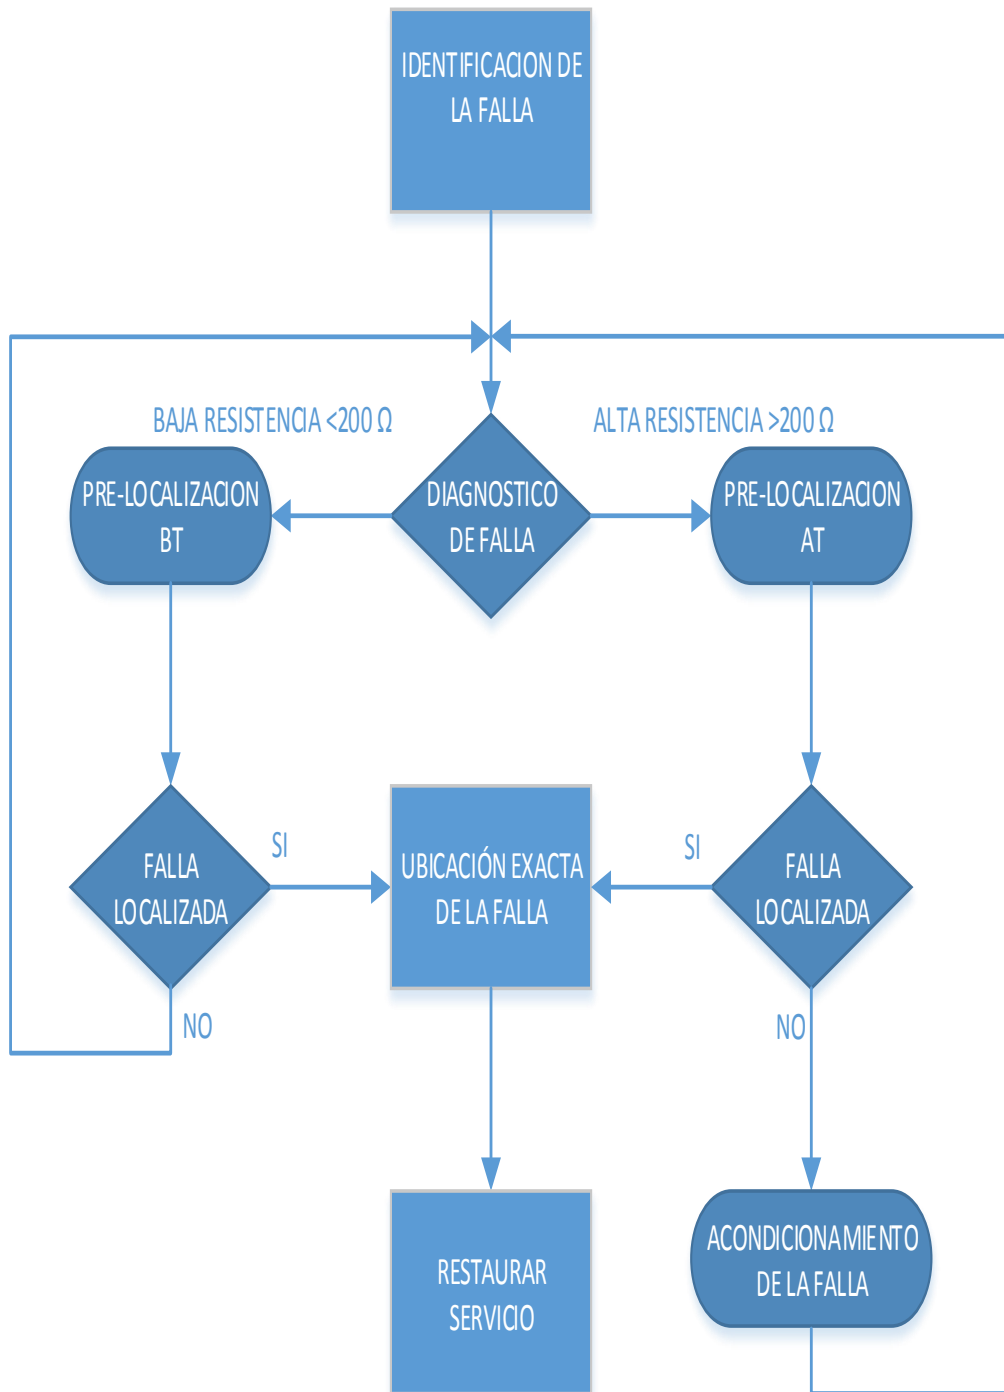 IDENTIFICACION DE
LA FALLA
BAJA RESISTENCIA <200 Ω
ALTA RESISTENCIA >200 Ω
PRE-LOCALIZACION
BT
DIAGNOSTICO
DE FALLA
PRE-LOCALIZACION
AT
FALLA
LOCALIZADA
SI
UBICACIÓN EXACTA
DE LA FALLA
SI
FALLA
LOCALIZADA
NO
NO
RESTAURAR
SERVICIO
ACONDICIONAMIENTO
DE LA FALLA